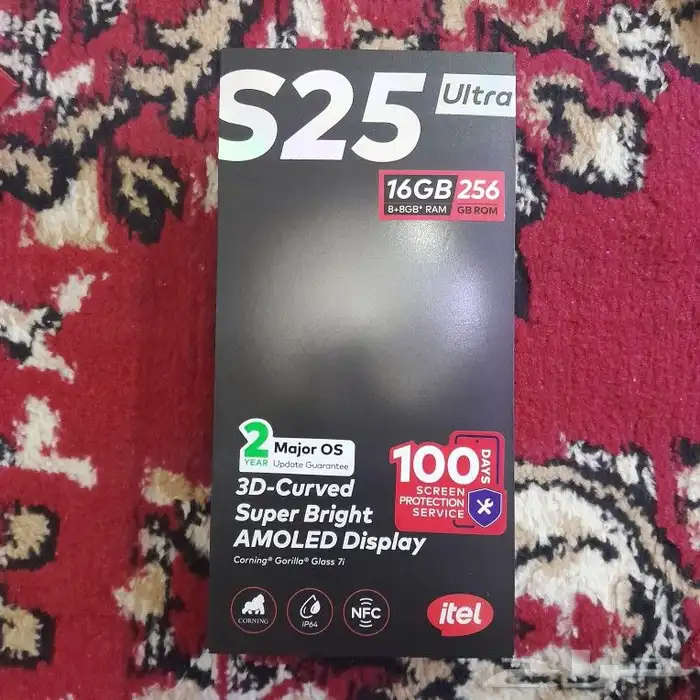 S25 Ultra
16GB 256
8+8GB* RAM GB ROM
2 YEAR Major OS
Update Guarantee
100 DAYS
SCREEN
PROTECTION
SERVICE
3D-Curved
Super Bright
AMOLED Display
Corning® Gorilla® Glass 7i
CORNING
IP64
NFC
itel
حراج